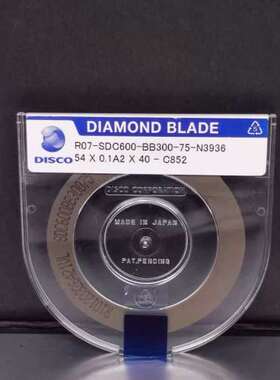 DIAMOND BLADE
DISCO
R07-SDC600-BB300-75-N3936
54 X 0.1A2 X 40 - C852
DISCO CORPORATION
MADE IN JAPAN
PAT.PENDING